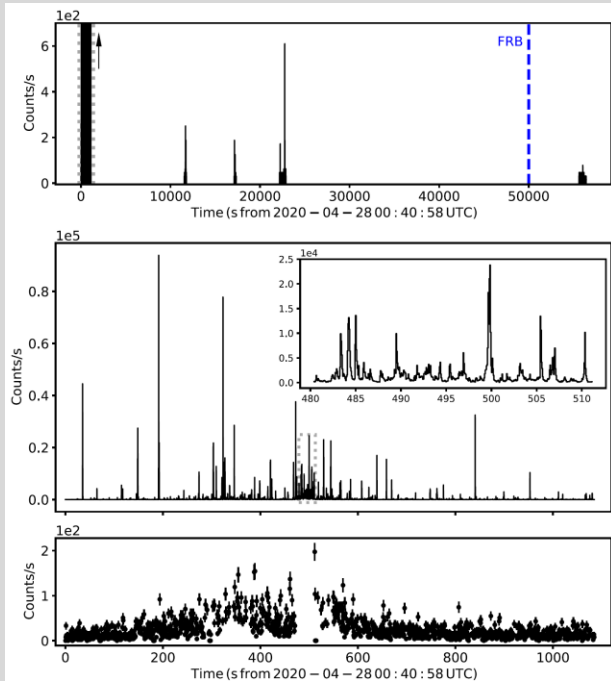 1e2
6
4
2
0
Counts/s
FRB
0 10000 20000 30000 40000 50000
Time (s from 2020 − 04 − 28 00 : 40 : 58 UTC)
1e5
0.8
0.6
0.4
0.2
0.0
Counts/s
1e4
2.5
2.0
1.5
1.0
0.5
0.0
480 485 490 495 500 505 510
1e2
2
1
0
Counts/s
0 200 400 600 800 1000
Time (s from 2020 − 04 − 28 00 : 40 : 58 UTC)